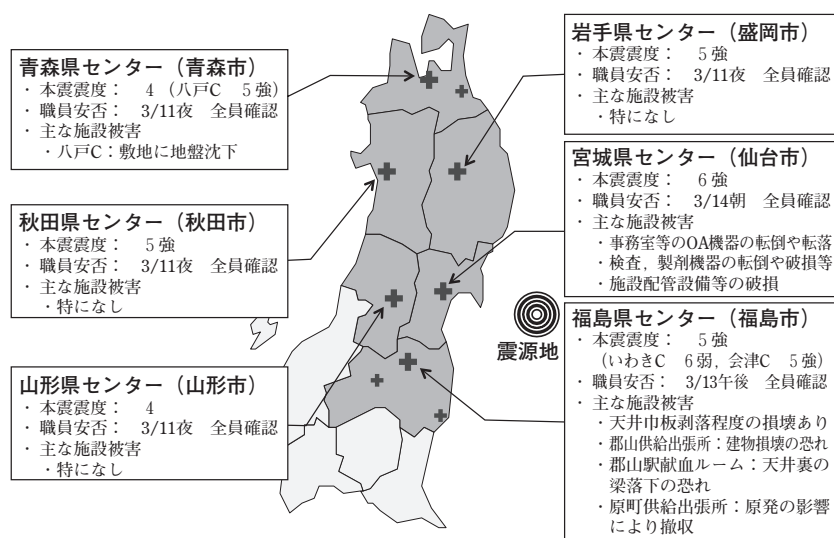 青森県センター（青森市）
・本震震度： 4（八戸C 5強）
・職員安否： 3/11夜 全員確認
・主な施設被害
・八戸C：敷地に地盤沈下
秋田県センター（秋田市）
・本震震度： 5強
・職員安否： 3/11夜 全員確認
・主な施設被害
・特になし
山形県センター（山形市）
・本震震度： 4
・職員安否： 3/11夜 全員確認
・主な施設被害
・特になし
震源地
岩手県センター（盛岡市）
・本震震度： 5強
・職員安否： 3/11夜 全員確認
・主な施設被害
・特になし
宮城県センター（仙台市）
・本震震度： 6強
・職員安否： 3/14朝 全員確認
・主な施設被害
・事務室等のOA機器の転倒や転落
・検査，製剤機器の転倒や破損等
・施設配管設備等の破損
福島県センター（福島市）
・本震震度： 5強
（いわきC 6弱，会津C 5強）
・職員安否： 3/13午後 全員確認
・主な施設被害
・天井巾板剥落程度の損壊あり
・郡山供給出張所：建物損壊の恐れ
・郡山駅献血ルーム：天井裏の
梁落下の恐れ
・原町供給出張所：原発の影響
により撤収